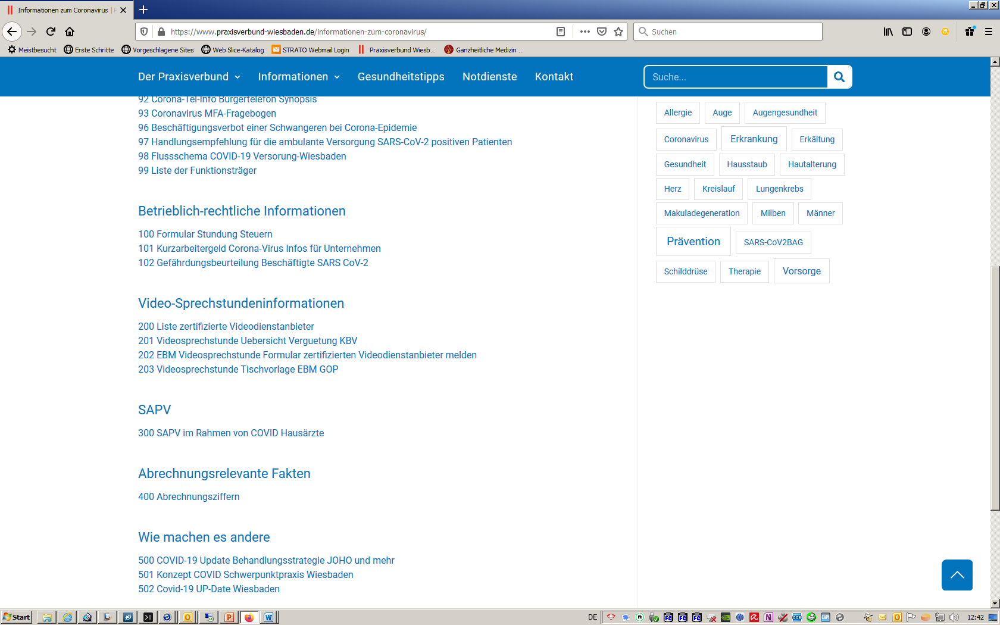 Informationen zum Coronavirus |
https://www.praxisverbund-wiesbaden.de/informationen-zum-coronavirus/
Suchen
Meistbesucht
Erste Schritte
Vorgeschlagene Sites
Web Slice-Katalog
STRATO Webmail Login
Praxisverbund Wiesb...
Ganzheitliche Medizin ...
Der Praxisverbund
Informationen
Gesundheitstipps
Notdienste
Kontakt
Suche...
92 Corona-Tel-Info Bürgertelefon Synopsis
93 Coronavirus MFA-Fragebogen
96 Beschäftigungsverbot einer Schwangeren bei Corona-Epidemie
97 Handlungsempfehlung für die ambulante Versorgung SARS-CoV-2 positiven Patienten
98 Flussschema COVID-19 Versorung-Wiesbaden
99 Liste der Funktionsträger
Betrieblich-rechtliche Informationen
100 Formular Stundung Steuern
101 Kurzarbeitergeld Corona-Virus Infos für Unternehmen
102 Gefährdungsbeurteilung Beschäftigte SARS CoV-2
Video-Sprechstundeninformationen
200 Liste zertifizierte Videodienstanbieter
201 Videosprechstunde Uebersicht Verguetung KBV
202 EBM Videosprechstunde Formular zertifizierten Videodienstanbieter melden
203 Videosprechstunde Tischvorlage EBM GOP
SAPV
300 SAPV im Rahmen von COVID Hausärzte
Abrechnungsrelevante Fakten
400 Abrechnungsziffern
Wie machen es andere
500 COVID-19 Update Behandlungsstrategie JOHO und mehr
501 Konzept COVID Schwerpunktpraxis Wiesbaden
502 Covid-19 UP-Date Wiesbaden
Allergie Auge Augengesundheit
Coronavirus Erkrankung Erkältung
Gesundheit Hausstaub Hautalterung
Herz Kreislauf Lungenkrebs
Makuladegeneration Milben Männer
Prävention SARS-CoV2BAG
Schilddrüse Therapie Vorsorge
Start
DE
12:42